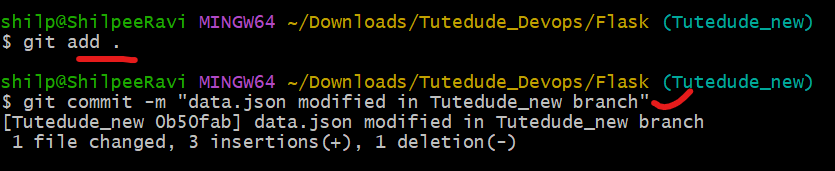 shilp@ShilpeeRavi MINGW64 ~/Downloads/Tutedude_Devops/Flask (Tutedude_new)
$ git add .
shilp@ShilpeeRavi MINGW64 ~/Downloads/Tutedude_Devops/Flask (Tutedude_new)
$ git commit -m "data.json modified in Tutedude_new branch"
[Tutedude_new 0b50fab] data.json modified in Tutedude_new branch
 1 file changed, 3 insertions(+), 1 deletion(-)